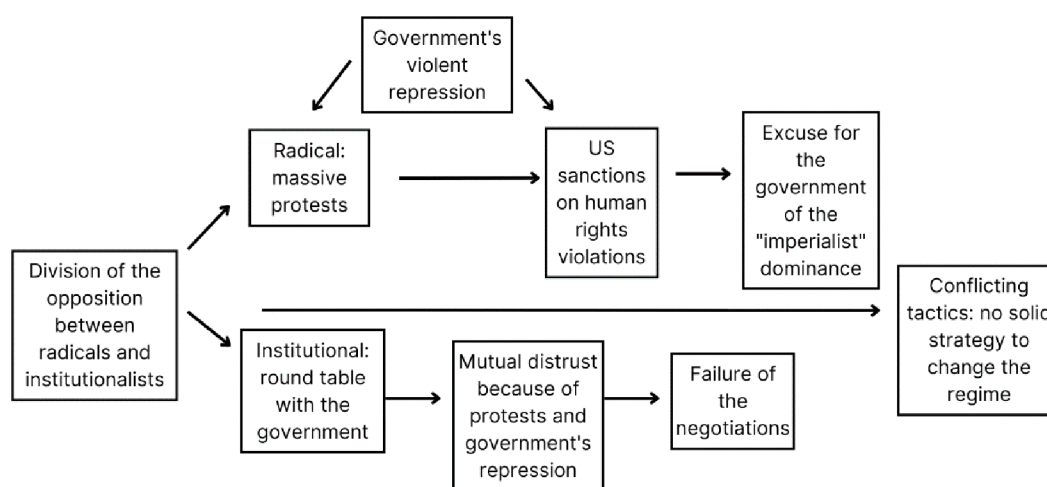 Government's
violent
repression
Radical:
massive
protests
US
sanctions
on human
rights
violations
Excuse for
the
government
of the
"imperialist"
dominance
Division of the
opposition
between
radicals and
institutionalists
Conflicting
tactics: no solid
strategy to
change the
regime
Institutional:
round table
with the
government
Mutual distrust
because of
protests and
government's
repression
Failure of
the
negotiations